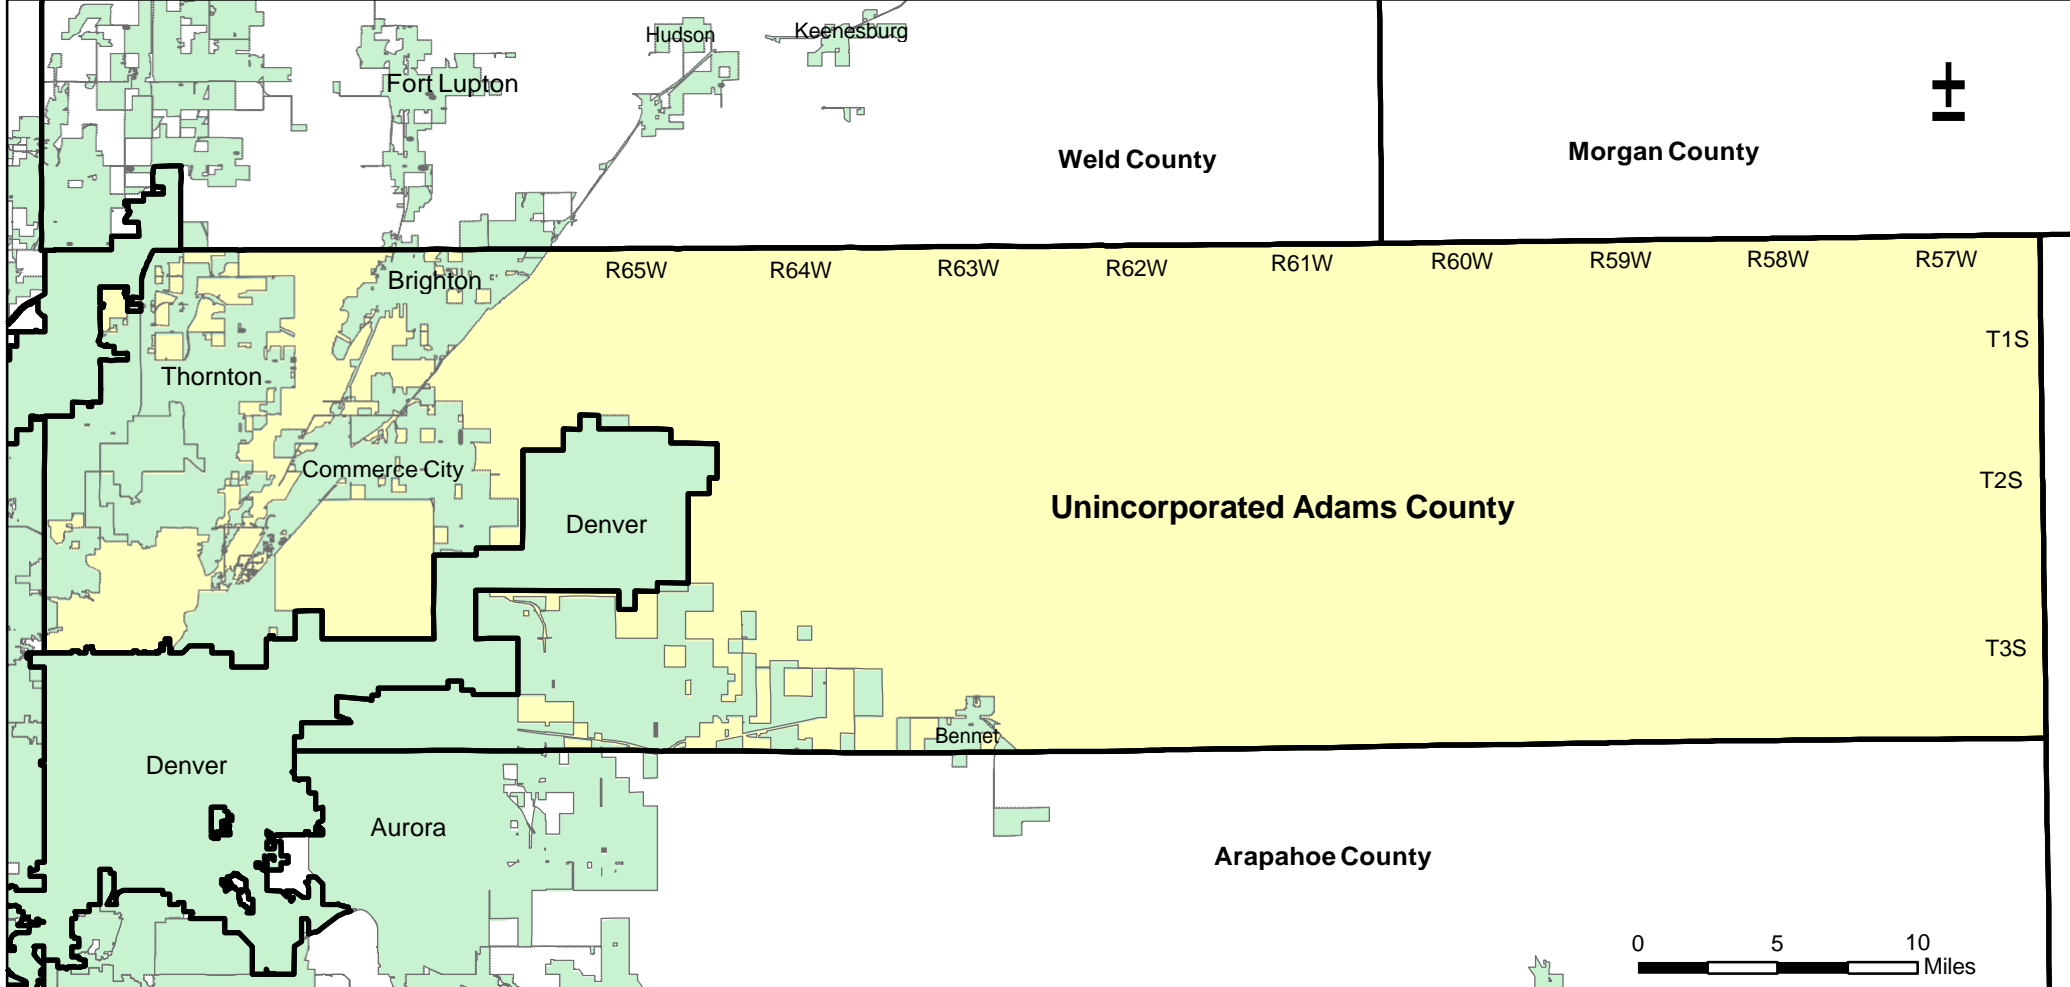 Hudson
Keenesburg
Fort Lupton
Weld County
Morgan County
±
Brighton
R65W
R64W
R63W
R62W
R61W
R60W
R59W
R58W
R57W
T1S
Thornton
Commerce City
T2S
Denver
Unincorporated Adams County
T3S
Bennet
Denver
Aurora
Arapahoe County
0 5 10
Miles